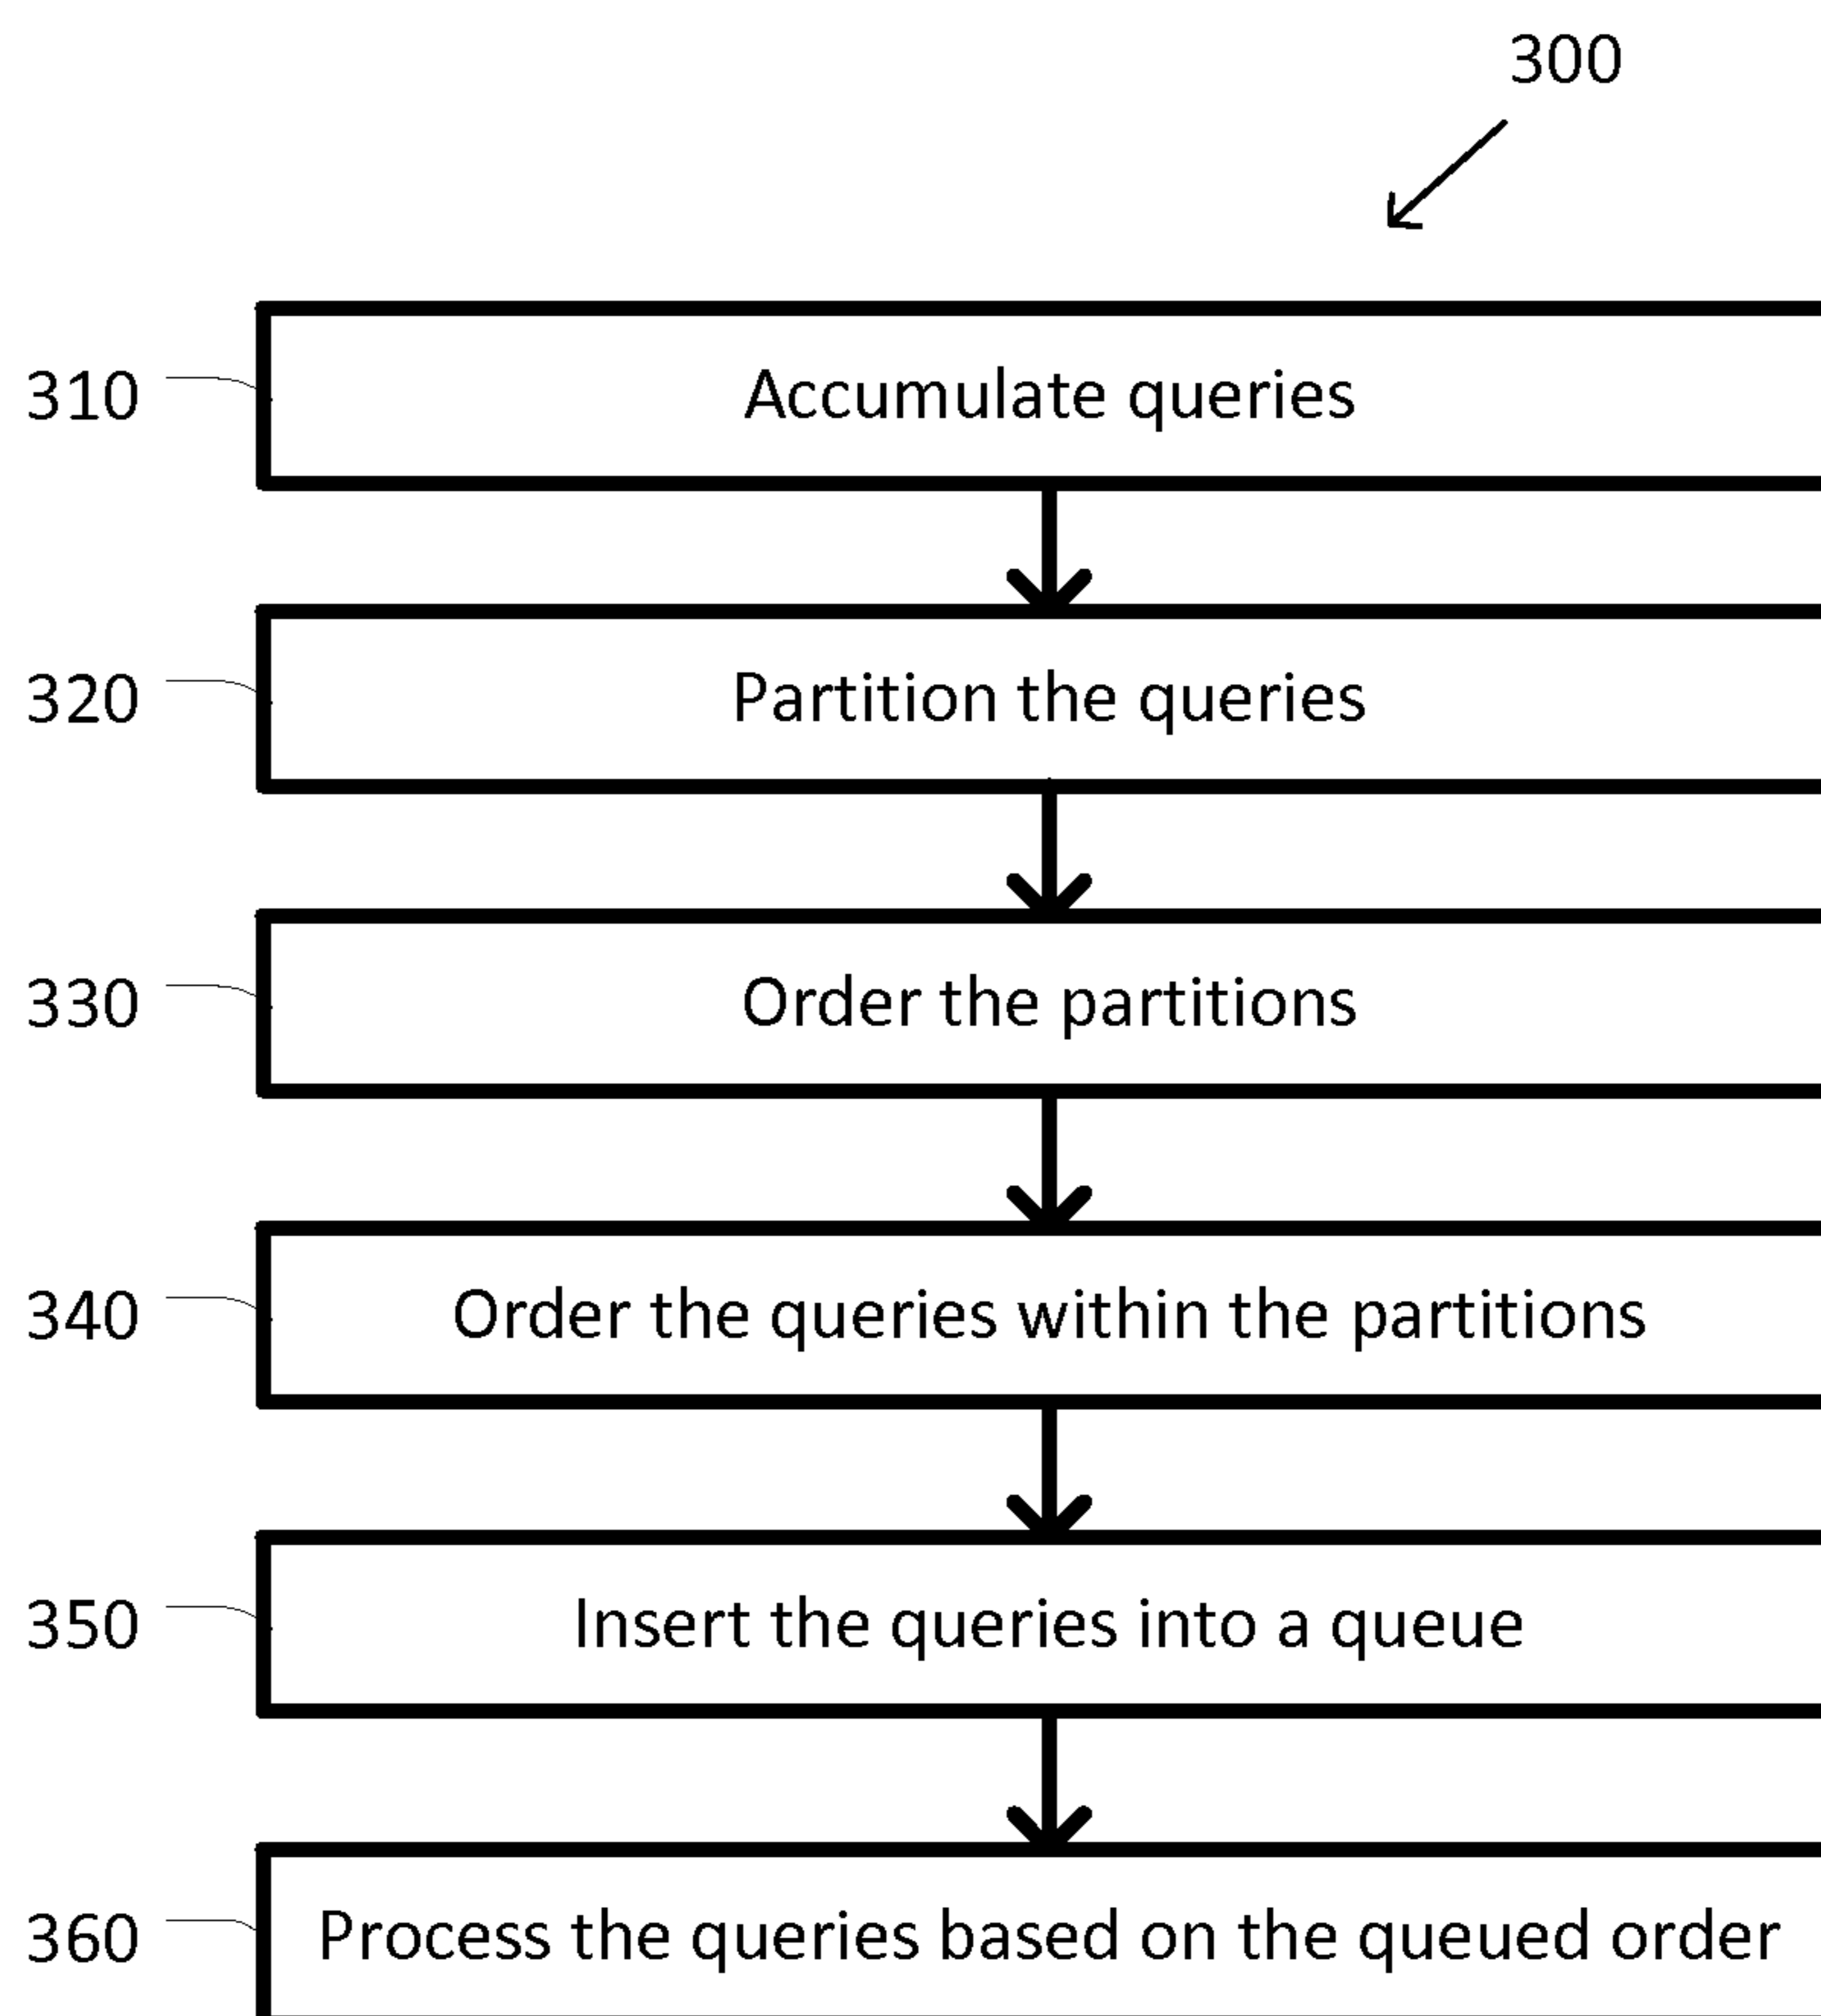 300
310 Accumulate queries
320 Partition the queries
330 Order the partitions
340 Order the queries within the partitions
350 Insert the queries into a queue
360 Process the queries based on the queued order